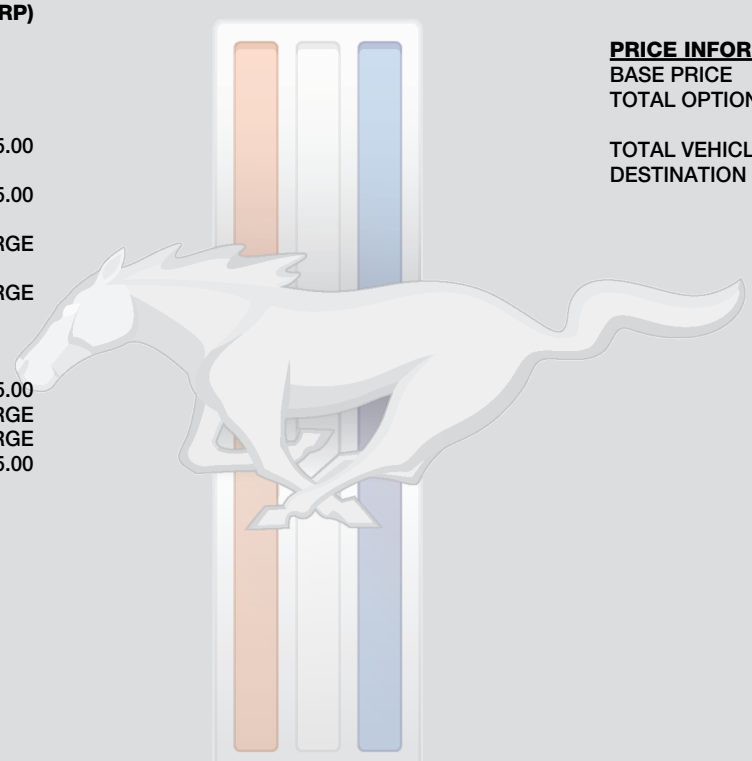 RP)
5.00
5.00
RGE
RGE
5.00
RGE
RGE
5.00
PRICE INFOR
BASE PRICE
TOTAL OPTION
TOTAL VEHICL
DESTINATION